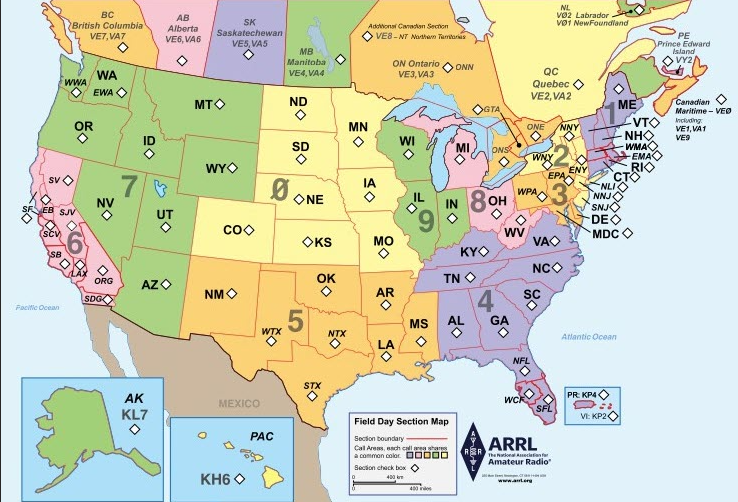 BC
British Columbia
VE7,VA7
AB
Alberta
VE6,VA6
SK
Saskatchewan
VE5,VA5
MB
Manitoba
VE4,VA4
Additional Canadian Section
VE8 – NT Northern Territories
ON Ontario
VE3,VA3
ONN
GTA
ONE
ONS
QC
Quebec
VE2,VA2
NL
VØ2 Labrador
VØ1 NewFoundland
PE
Prince Edward
Island
VY2
Canadian
Maritime – VEØ
Including:
VE1,VA1
VE9
WWA
WA
EWA
OR
ID
MT
WY
7
NV
UT
AZ
SV
SF
EB
SJV
SCV
6
SB
LAX
ORG
SDG
ND
SD
MN
Ø
NE
IA
CO
KS
MO
NM
OK
AR
5
WTX
NTX
STX
LA
MS
WI
IL
9
IN
MI
8
OH
WV
KY
VA
TN
NC
SC
4
AL
GA
NFL
WCF
SFL
1
ME
VT
NH
WMA
EMA
RI
CT
NNY
2
WNY
ENY
NLI
NNJ
SNJ
EPA
WPA
3
DE
MDC
Pacific Ocean
Atlantic Ocean
MEXICO
AK
KL7
PAC
KH6
PR: KP4
VI: KP2
Field Day Section Map
Section boundary
Call Areas, each call area shares
a common color.
Section check box
0 400 km
0 400 miles
ARRL
ARRL The National Association for
Amateur Radio®
www.arrl.org